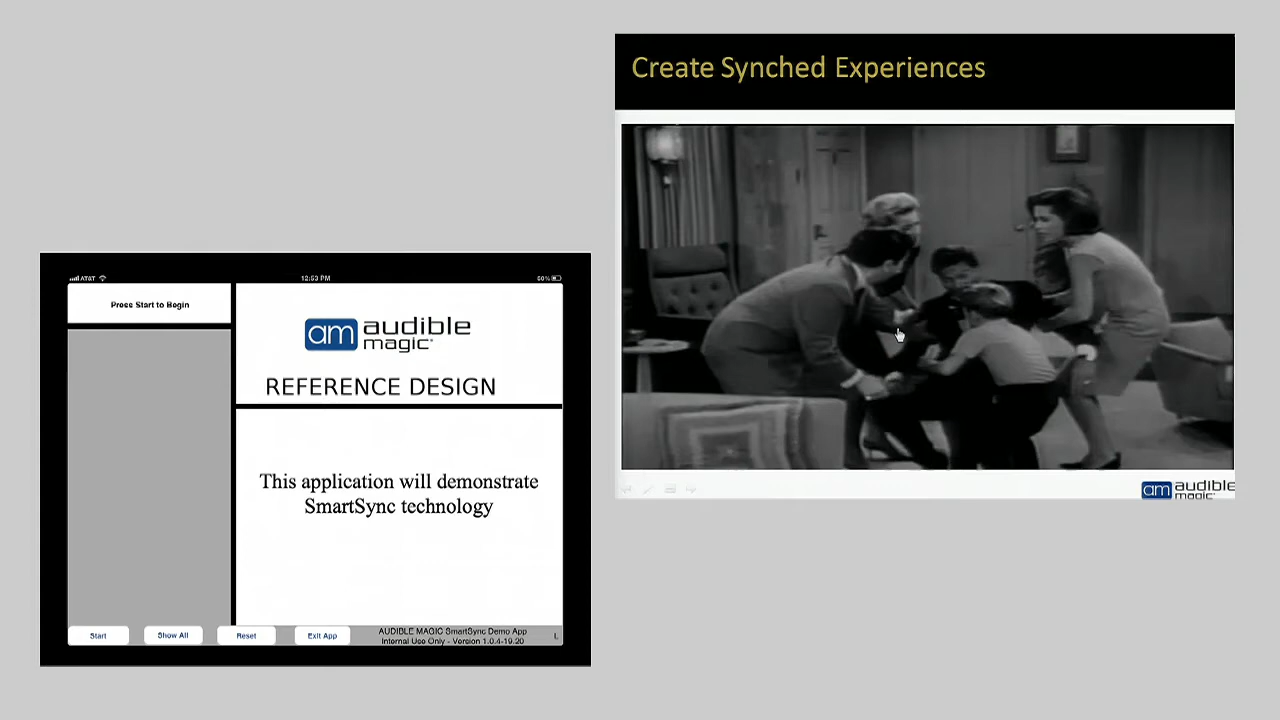 Create Synched Experiences
am audible
magic
AT&T
12:53 PM
60%
Press Start to Begin
am audible
magic
REFERENCE DESIGN
This application will demonstrate
SmartSync technology
Start
Show All
Reset
Exit App
AUDIBLE MAGIC SmartSync Demo App
Internal Use Only - Version 1.0.4-19.20
L